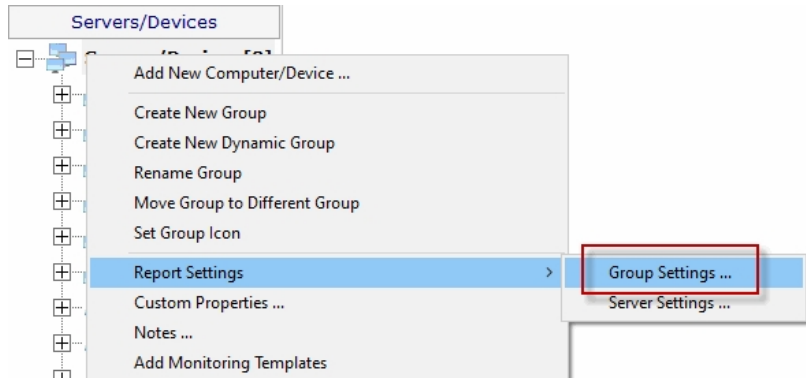 Servers/Devices
Add New Computer/Device ...
Create New Group
Create New Dynamic Group
Rename Group
Move Group to Different Group
Set Group Icon
Report Settings > Group Settings ...
Custom Properties ... Server Settings ...
Notes ...
Add Monitoring Templates